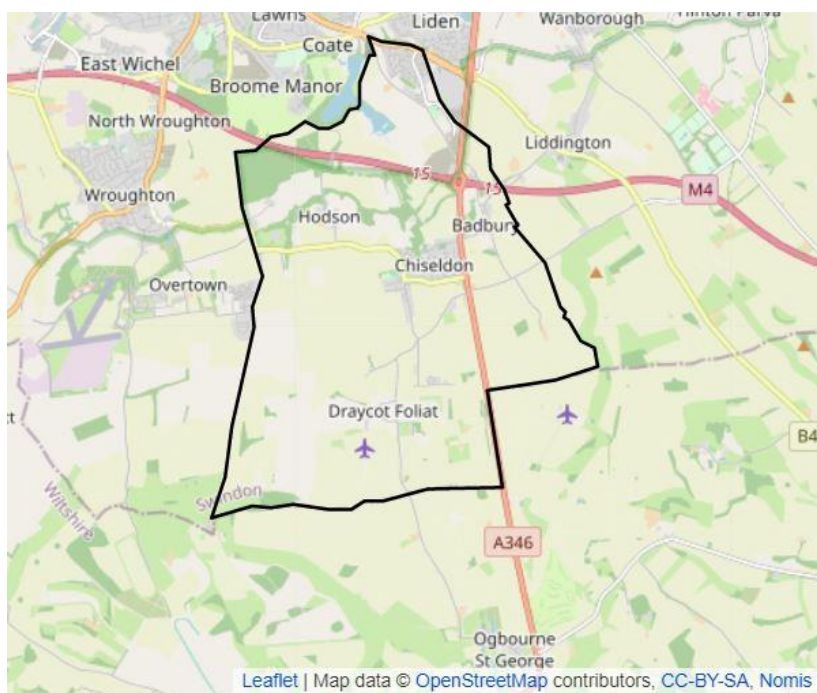 Lawns
Liden
Wanborough
Hinton Parva
Coate
East Wichel
Broome Manor
North Wroughton
Liddington
15
15
M4
Wroughton
Hodson
Badbury
Chiseldon
Overtown
Draycot Foliat
B4
Swindon
Wiltshire
A346
Ogbourne
St George
Leaflet | Map data © OpenStreetMap contributors, CC-BY-SA, Nomis